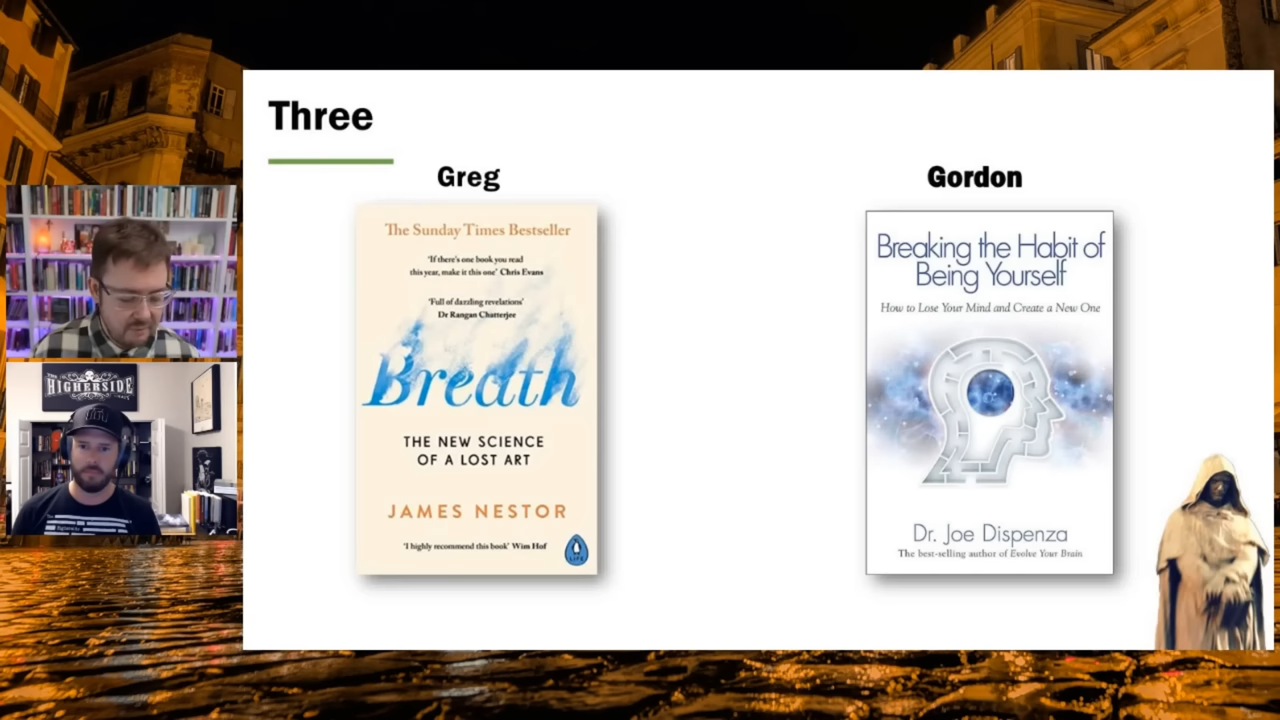 Three
Greg
Gordon
The Sunday Times Bestseller
'If there's one book you read
this year, make it this one' Chris Evans
'Full of dazzling revelations'
Dr Rangan Chatterjee
Breath
THE NEW SCIENCE
OF A LOST ART
JAMES NESTOR
'I highly recommend this book' Wim Hof
Breaking the Habit of
Being Yourself
How to Lose Your Mind and Create a New One
Dr. Joe Dispenza
The best-selling author of Evolve Your Brain
THE
HIGHERSIDE